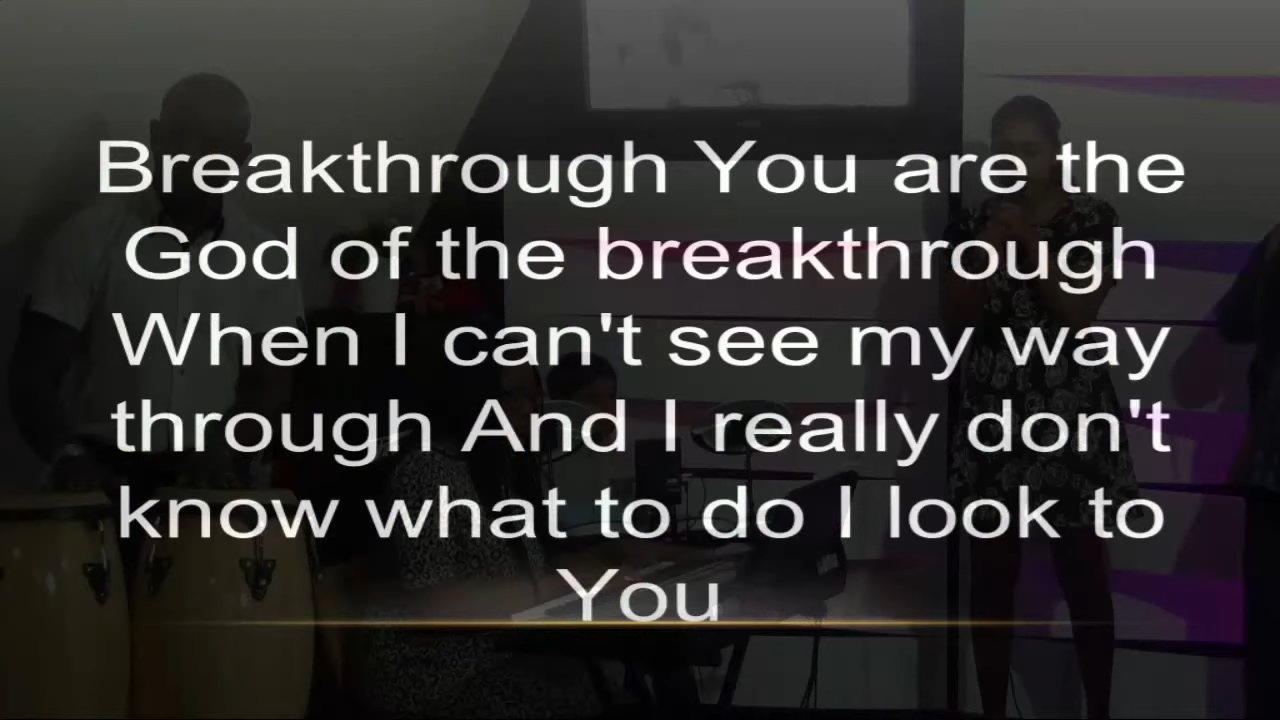 Breakthrough You are the
God of the breakthrough
When I can't see my way
through And I really don't
know what to do I look to
You